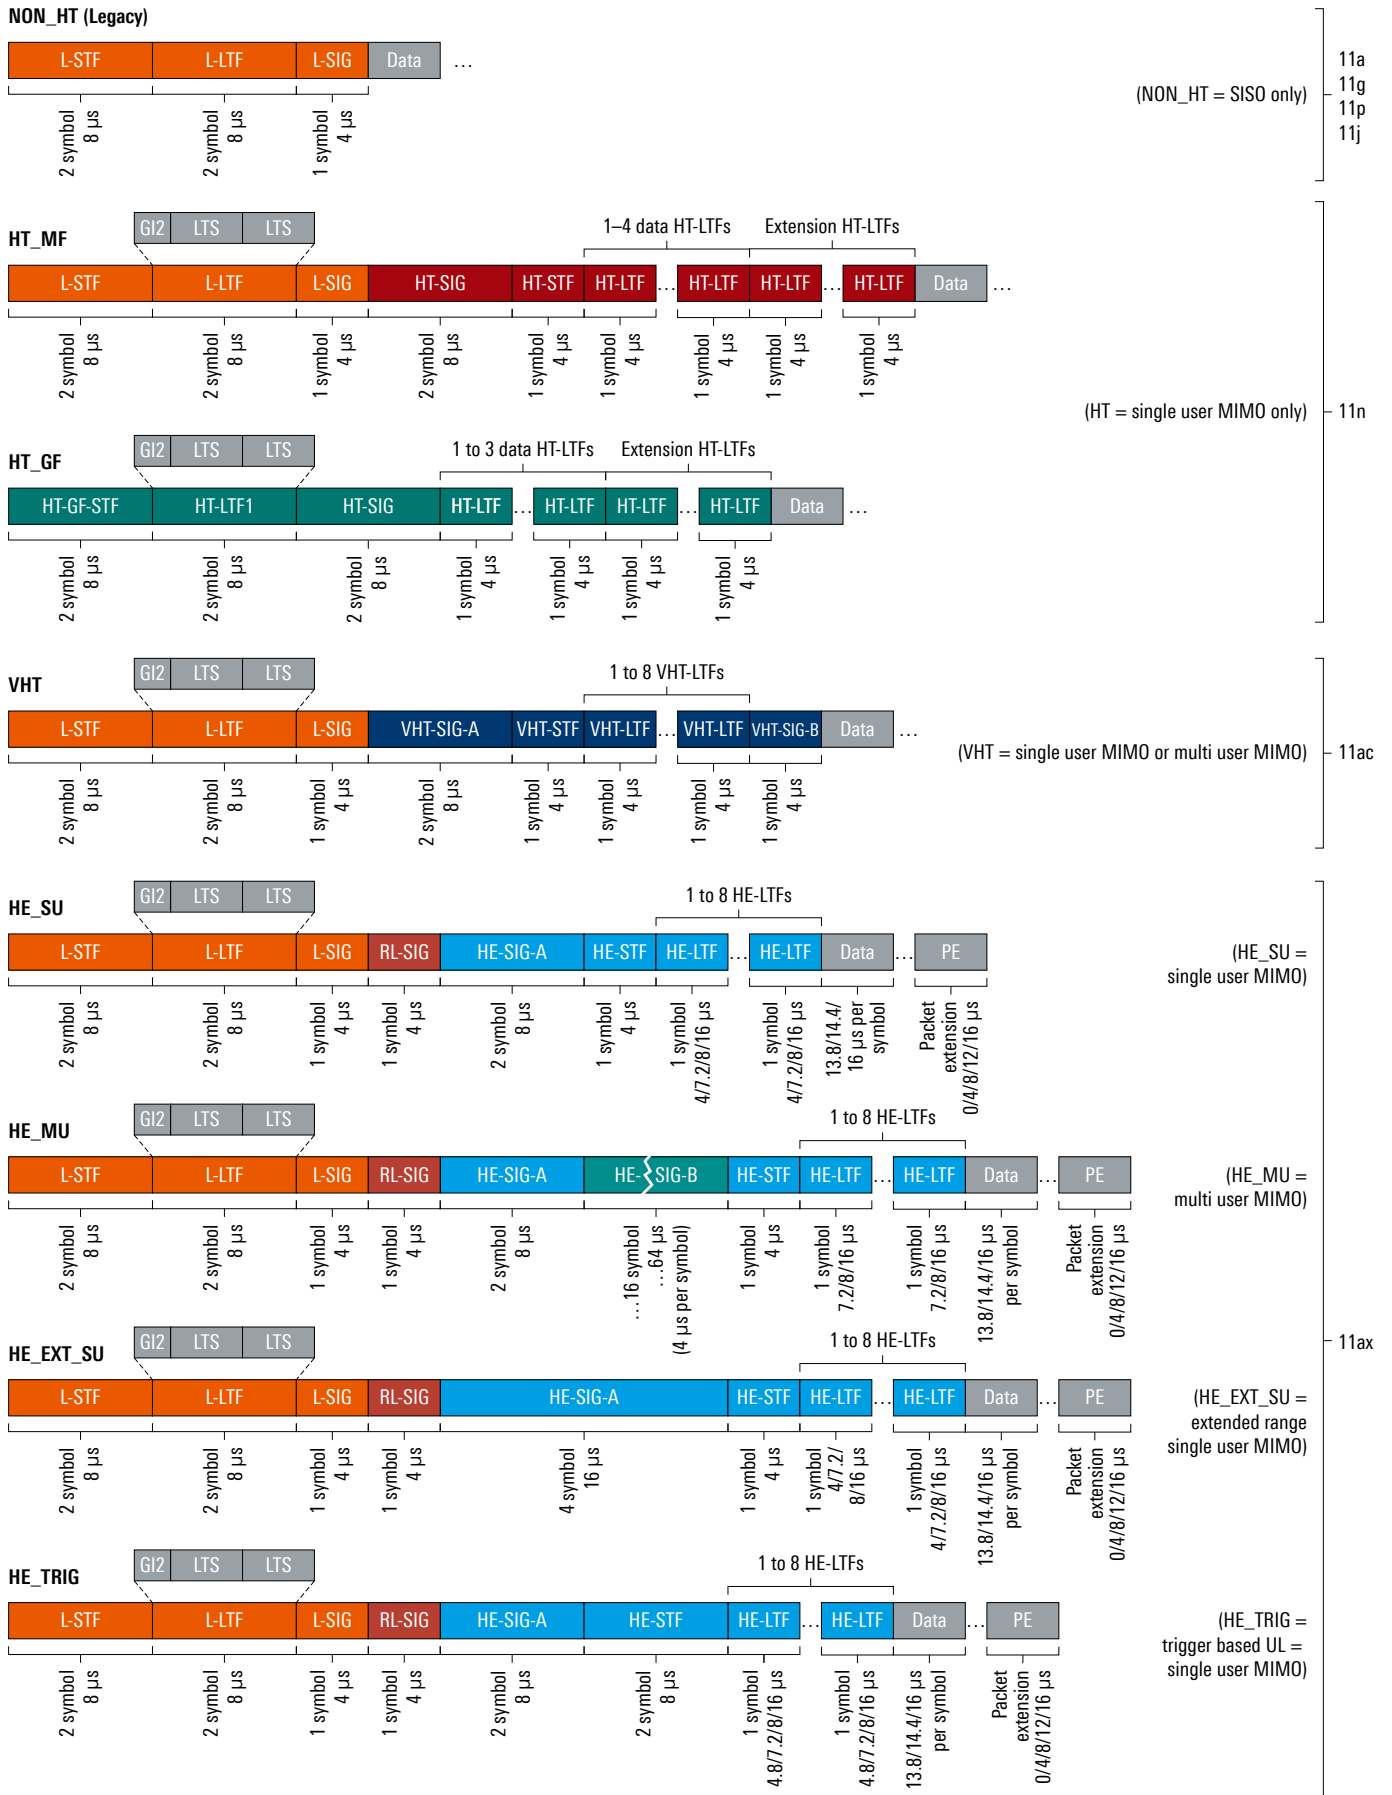 NON_HT (Legacy)
L-STF L-LTF L-SIG Data …
2 symbol
8 µs
2 symbol
8 µs
1 symbol
4 µs
(NON_HT = SISO only)
11a
11g
11p
11j
HT_MF
GI2 LTS LTS
1–4 data HT-LTFs Extension HT-LTFs
L-STF L-LTF L-SIG HT-SIG HT-STF HT-LTF … HT-LTF HT-LTF … HT-LTF Data …
2 symbol
8 µs
2 symbol
8 µs
1 symbol
4 µs
2 symbol
8 µs
1 symbol
4 µs
1 symbol
4 µs
1 symbol
4 µs
1 symbol
4 µs
1 symbol
4 µs
(HT = single user MIMO only)
11n
HT_GF
GI2 LTS LTS
1 to 3 data HT-LTFs Extension HT-LTFs
HT-GF-STF HT-LTF1 HT-SIG HT-LTF … HT-LTF HT-LTF … HT-LTF Data …
2 symbol
8 µs
2 symbol
8 µs
2 symbol
8 µs
1 symbol
4 µs
1 symbol
4 µs
1 symbol
4 µs
1 symbol
4 µs
VHT
GI2 LTS LTS
1 to 8 VHT-LTFs
L-STF L-LTF L-SIG VHT-SIG-A VHT-STF VHT-LTF … VHT-LTF VHT-SIG-B Data …
2 symbol
8 µs
2 symbol
8 µs
1 symbol
4 µs
2 symbol
8 µs
1 symbol
4 µs
1 symbol
4 µs
1 symbol
4 µs
1 symbol
4 µs
(VHT = single user MIMO or multi user MIMO)
11ac
HE_SU
GI2 LTS LTS
1 to 8 HE-LTFs
L-STF L-LTF L-SIG RL-SIG HE-SIG-A HE-STF HE-LTF … HE-LTF Data … PE
2 symbol
8 µs
2 symbol
8 µs
1 symbol
4 µs
1 symbol
4 µs
2 symbol
8 µs
1 symbol
4 µs
1 symbol
4/7.2/8/16 µs
1 symbol
4/7.2/8/16 µs
13.8/14.4/
16 µs per
symbol
Packet
extension
0/4/8/12/16 µs
(HE_SU =
single user MIMO)
HE_MU
GI2 LTS LTS
1 to 8 HE-LTFs
L-STF L-LTF L-SIG RL-SIG HE-SIG-A HE-SIG-B HE-STF HE-LTF … HE-LTF Data … PE
2 symbol
8 µs
2 symbol
8 µs
1 symbol
4 µs
1 symbol
4 µs
2 symbol
8 µs
…16 symbol
…64 µs
(4 µs per symbol)
1 symbol
4 µs
1 symbol
7.2/8/16 µs
1 symbol
7.2/8/16 µs
13.8/14.4/16 µs
per symbol
Packet
extension
0/4/8/12/16 µs
(HE_MU =
multi user MIMO)
11ax
HE_EXT_SU
GI2 LTS LTS
1 to 8 HE-LTFs
L-STF L-LTF L-SIG RL-SIG HE-SIG-A HE-STF HE-LTF … HE-LTF Data … PE
2 symbol
8 µs
2 symbol
8 µs
1 symbol
4 µs
1 symbol
4 µs
4 symbol
16 µs
1 symbol
4 µs
1 symbol
4/7.2/
8/16 µs
1 symbol
4/7.2/8/16 µs
13.8/14.4/16 µs
per symbol
Packet
extension
0/4/8/12/16 µs
(HE_EXT_SU =
extended range
single user MIMO)
HE_TRIG
GI2 LTS LTS
1 to 8 HE-LTFs
L-STF L-LTF L-SIG RL-SIG HE-SIG-A HE-STF HE-LTF … HE-LTF Data … PE
2 symbol
8 µs
2 symbol
8 µs
1 symbol
4 µs
1 symbol
4 µs
2 symbol
8 µs
2 symbol
8 µs
1 symbol
4.8/7.2/8/16 µs
1 symbol
4.8/7.2/8/16 µs
13.8/14.4/16 µs
per symbol
Packet
extension
0/4/8/12/16 µs
(HE_TRIG =
trigger based UL =
single user MIMO)